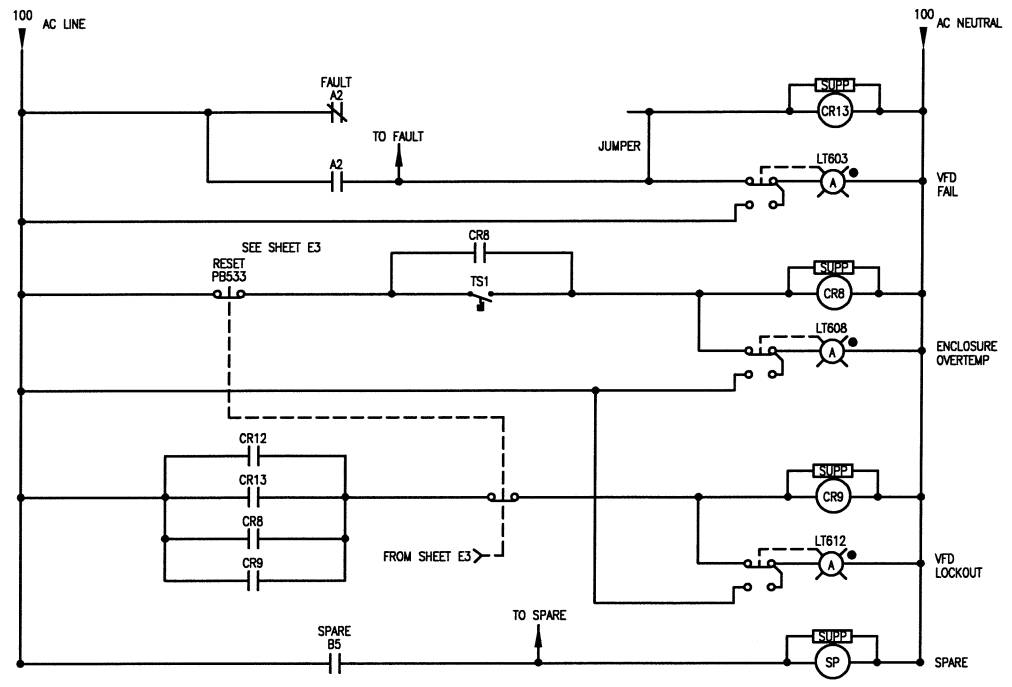 100
AC LINE
100
AC NEUTRAL
FAULT
A2
SUPP
CR13
TO FAULT
JUMPER
A2
LT603
A
VFD
FAIL
SEE SHEET E3
CR8
RESET
PB533
TS1
SUPP
CR8
LT608
A
ENCLOSURE
OVERTEMP
CR12
CR13
SUPP
CR9
CR8
FROM SHEET E3
LT612
A
VFD
LOCKOUT
CR9
TO SPARE
SPARE
B5
SUPP
SP
SPARE